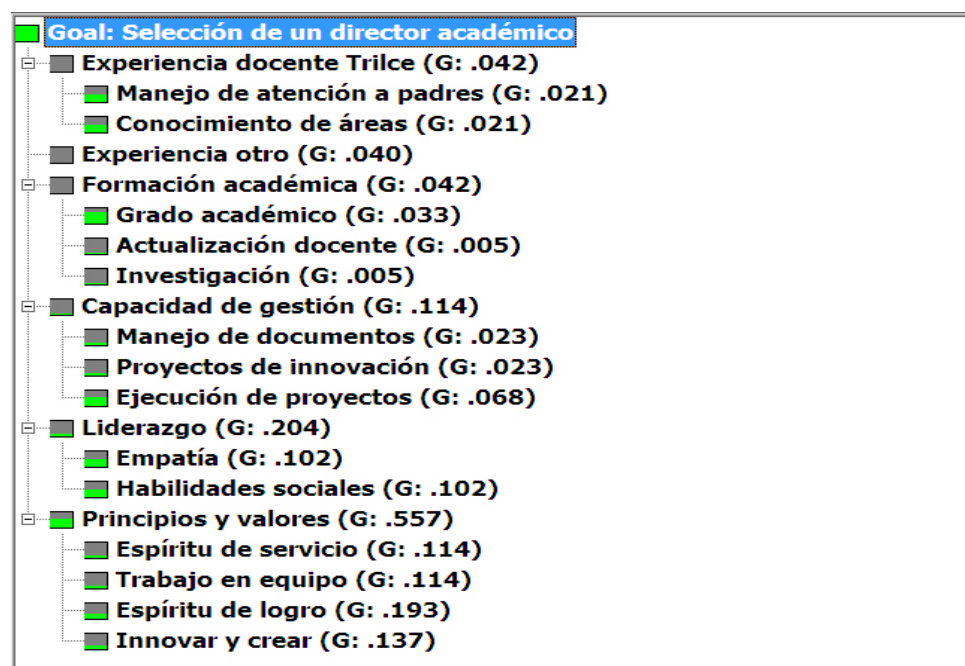 Goal: Selección de un director académico
Experiencia docente Trilce (G: .042)
Manejo de atención a padres (G: .021)
Conocimiento de áreas (G: .021)
Experiencia otro (G: .040)
Formación académica (G: .042)
Grado académico (G: .033)
Actualización docente (G: .005)
Investigación (G: .005)
Capacidad de gestión (G: .114)
Manejo de documentos (G: .023)
Proyectos de innovación (G: .023)
Ejecución de proyectos (G: .068)
Liderazgo (G: .204)
Empatía (G: .102)
Habilidades sociales (G: .102)
Principios y valores (G: .557)
Espíritu de servicio (G: .114)
Trabajo en equipo (G: .114)
Espíritu de logro (G: .193)
Innovar y crear (G: .137)